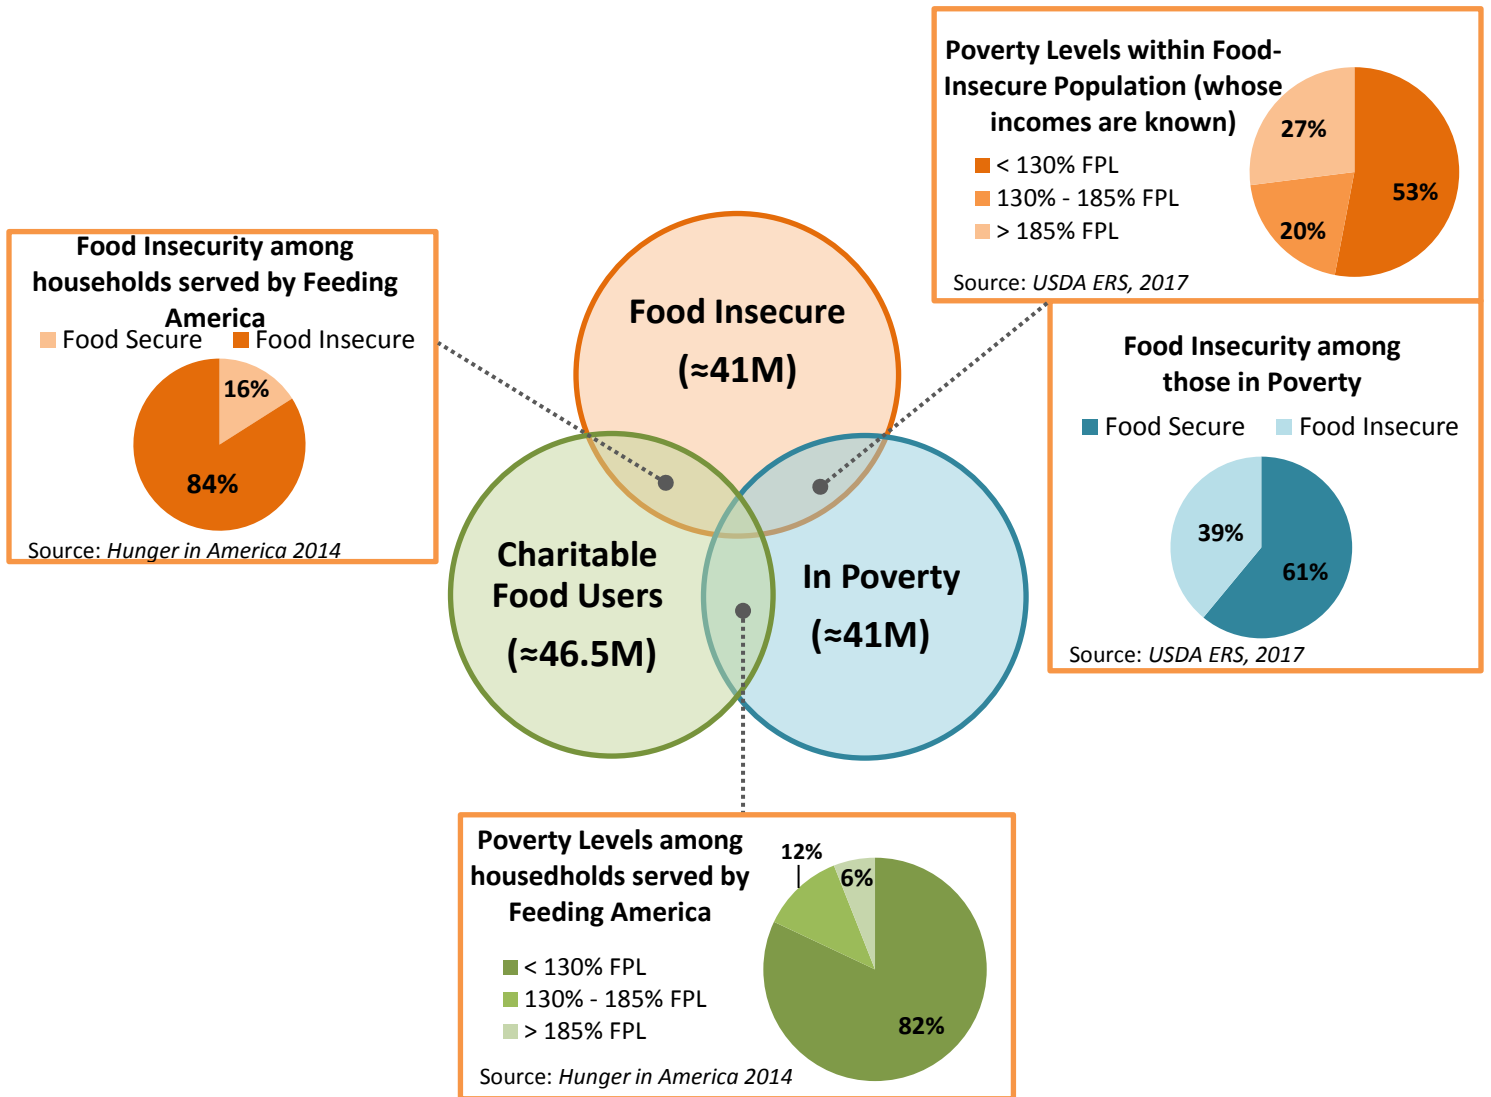 Poverty Levels within Food-
Insecure Population (whose
incomes are known)
< 130% FPL
130% - 185% FPL
> 185% FPL
27%
53%
20%
Source: USDA ERS, 2017
Food Insecurity among
households served by Feeding
America
Food Secure Food Insecure
16%
84%
Source: Hunger in America 2014
Food Insecure
(≈41M)
Charitable
Food Users
(≈46.5M)
In Poverty
(≈41M)
Food Insecurity among
those in Poverty
Food Secure Food Insecure
39%
61%
Source: USDA ERS, 2017
Poverty Levels among
housedholds served by
Feeding America
< 130% FPL
130% - 185% FPL
> 185% FPL
12%
6%
82%
Source: Hunger in America 2014